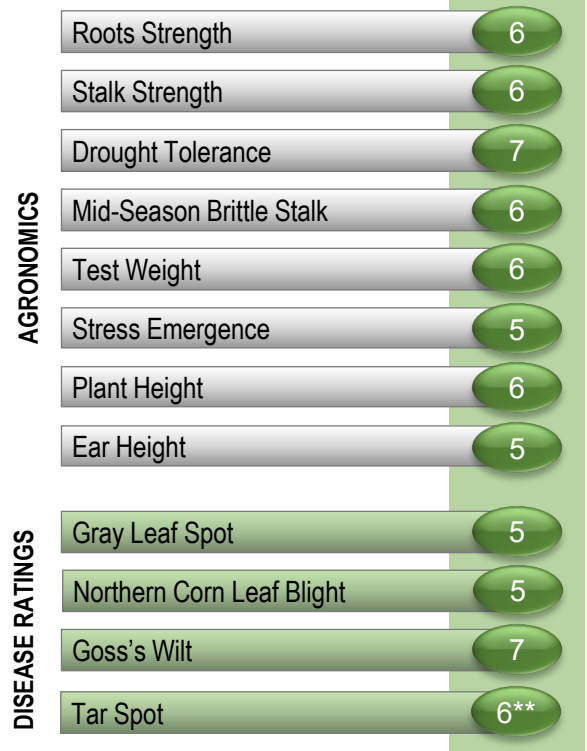 AGRONOMICS
Roots Strength 6
Stalk Strength 6
Drought Tolerance 7
Mid-Season Brittle Stalk 6
Test Weight 6
Stress Emergence 5
Plant Height 6
Ear Height 5
DISEASE RATINGS
Gray Leaf Spot 5
Northern Corn Leaf Blight 5
Goss's Wilt 7
Tar Spot 6**